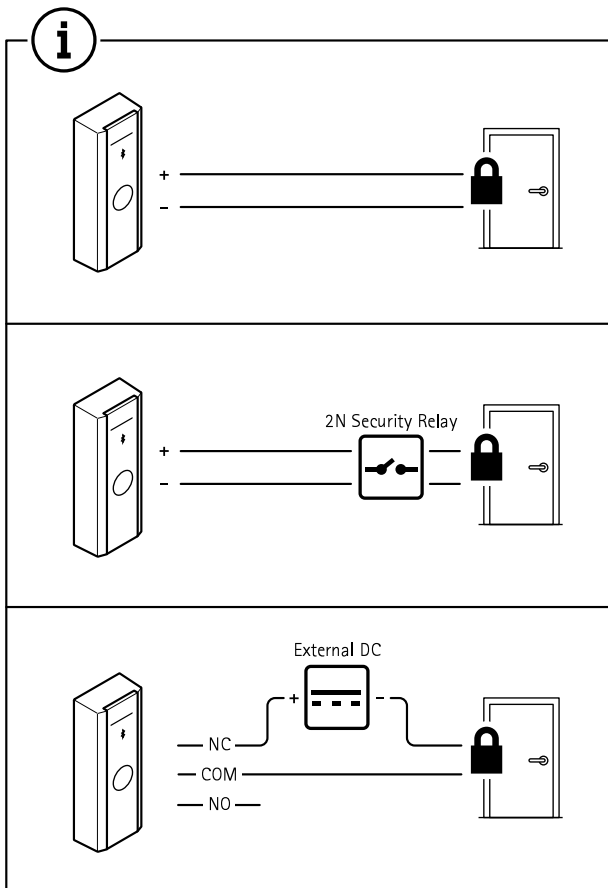 i
+
-
2N Security Relay
+
-
External DC
+ -
NC
COM
NO